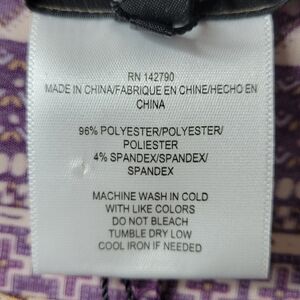 RN 142790
MADE IN CHINA/FABRIQUE EN CHINE/HECHO EN
CHINA
96% POLYESTER/POLYESTER/
POLIESTER
4% SPANDEX/SPANDEX/
SPANDEX
MACHINE WASH IN COLD
WITH LIKE COLORS
DO NOT BLEACH
TUMBLE DRY LOW
COOL IRON IF NEEDED